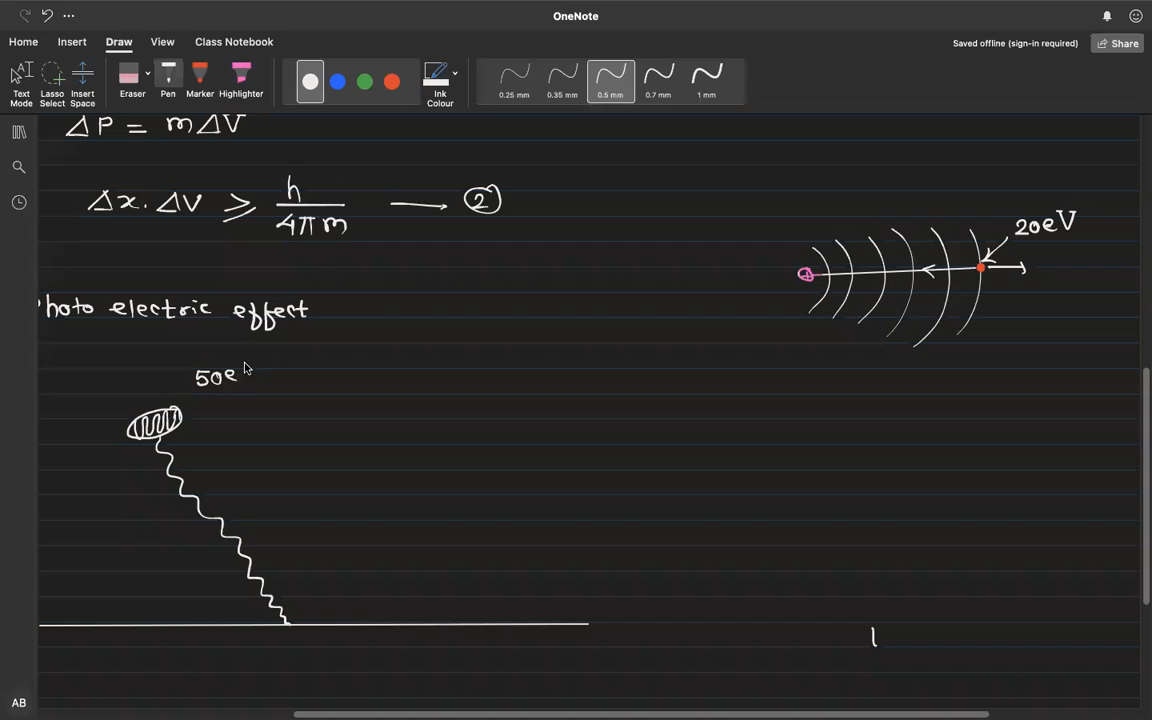 OneNote
Home Insert Draw View Class Notebook
Saved offline (sign-in required) Share
Text Mode
Lasso Select
Insert Space
Eraser
Pen
Marker
Highlighter
Ink Colour
0.25 mm 0.35 mm 0.5 mm 0.7 mm 1 mm
ΔP = mΔV
Δx. ΔV ≥ h/4πm → ②
20eV
hoto electric effect
50e
AB